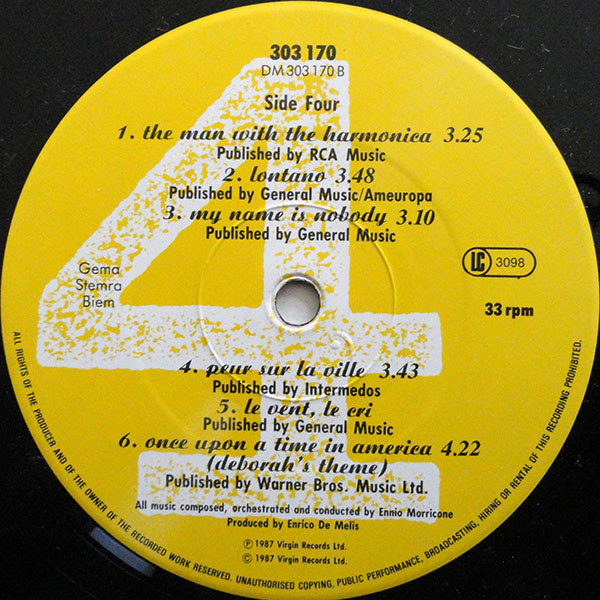 303 170
DM 303 170 B
Side Four
1. the man with the harmonica 3.25
Published by RCA Music
2. lontano 3.48
Published by General Music/Ameuropa
3. my name is nobody 3.10
Published by General Music
Gema
Stemra
Biem
LC 3098
33 rpm
4
4. peur sur la ville 3.43
Published by Intermedos
5. le vent, le cri
Published by General Music
6. once upon a time in america 4.22
(deborah's theme)
Published by Warner Bros. Music Ltd.
All music composed, orchestrated and conducted by Ennio Morricone
Produced by Enrico De Melis
℗ 1987 Virgin Records Ltd.
© 1987 Virgin Records Ltd.
ALL RIGHTS OF THE PRODUCER AND OF THE OWNER OF THE RECORDED WORK RESERVED. UNAUTHORISED COPYING, PUBLIC PERFORMANCE, BROADCASTING, HIRING OR RENTAL OF THIS RECORDING PROHIBITED.